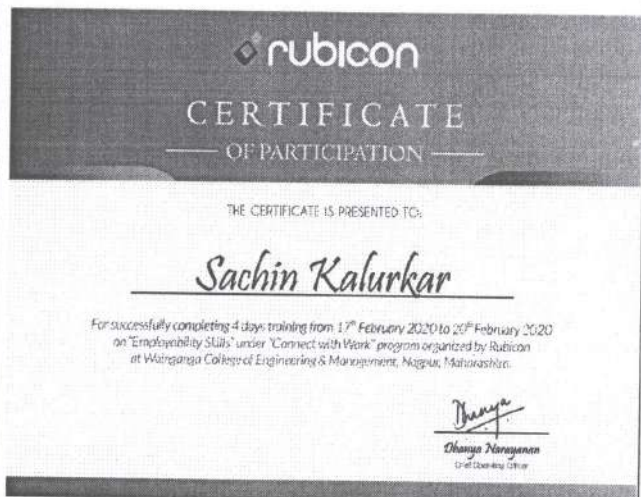 rubicon
CERTIFICATE
OF PARTICIPATION
THE CERTIFICATE IS PRESENTED TO:
Sachin Kalurkar
For successfully completing 4 days training from 17th February 2020 to 20th February 2020
on "Employability Skills" under "Connect with Work" program organized by Rubicon
at Wainganga College of Engineering & Management, Nagpur, Maharashtra.
Dhanya
Dhanya Narayanan
Chief Operating Officer